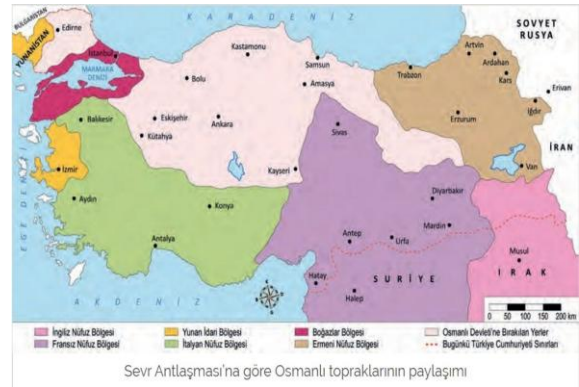 KARADENİZ
SOVYET
RUSYA
BULGARİSTAN
YUNANİSTAN
Edirne
İstanbul
MARMARA
DENİZİ
Kastamonu
Bolu
Samsun
Amasya
Trabzon
Artvin
Ardahan
Kars
Erivan
Iğdır
Erzurum
Balıkesir
Eskişehir
Ankara
Kütahya
Sivas
Kayseri
Van
İRAN
EGE DENİZİ
İzmir
Aydın
Konya
Antalya
Diyarbakır
Mardin
Antep
Urfa
Musul
Hatay
Halep
SURİYE
IRAK
AKDENİZ
0 50 100 150 200 km
İngiliz Nüfuz Bölgesi
Yunan İdari Bölgesi
Boğazlar Bölgesi
Osmanlı Devleti'ne Bırakılan Yerler
Fransız Nüfuz Bölgesi
İtalyan Nüfuz Bölgesi
Ermeni Nüfuz Bölgesi
Bugünkü Türkiye Cumhuriyeti Sınırları
Sevr Antlaşması'na göre Osmanlı topraklarının paylaşımı